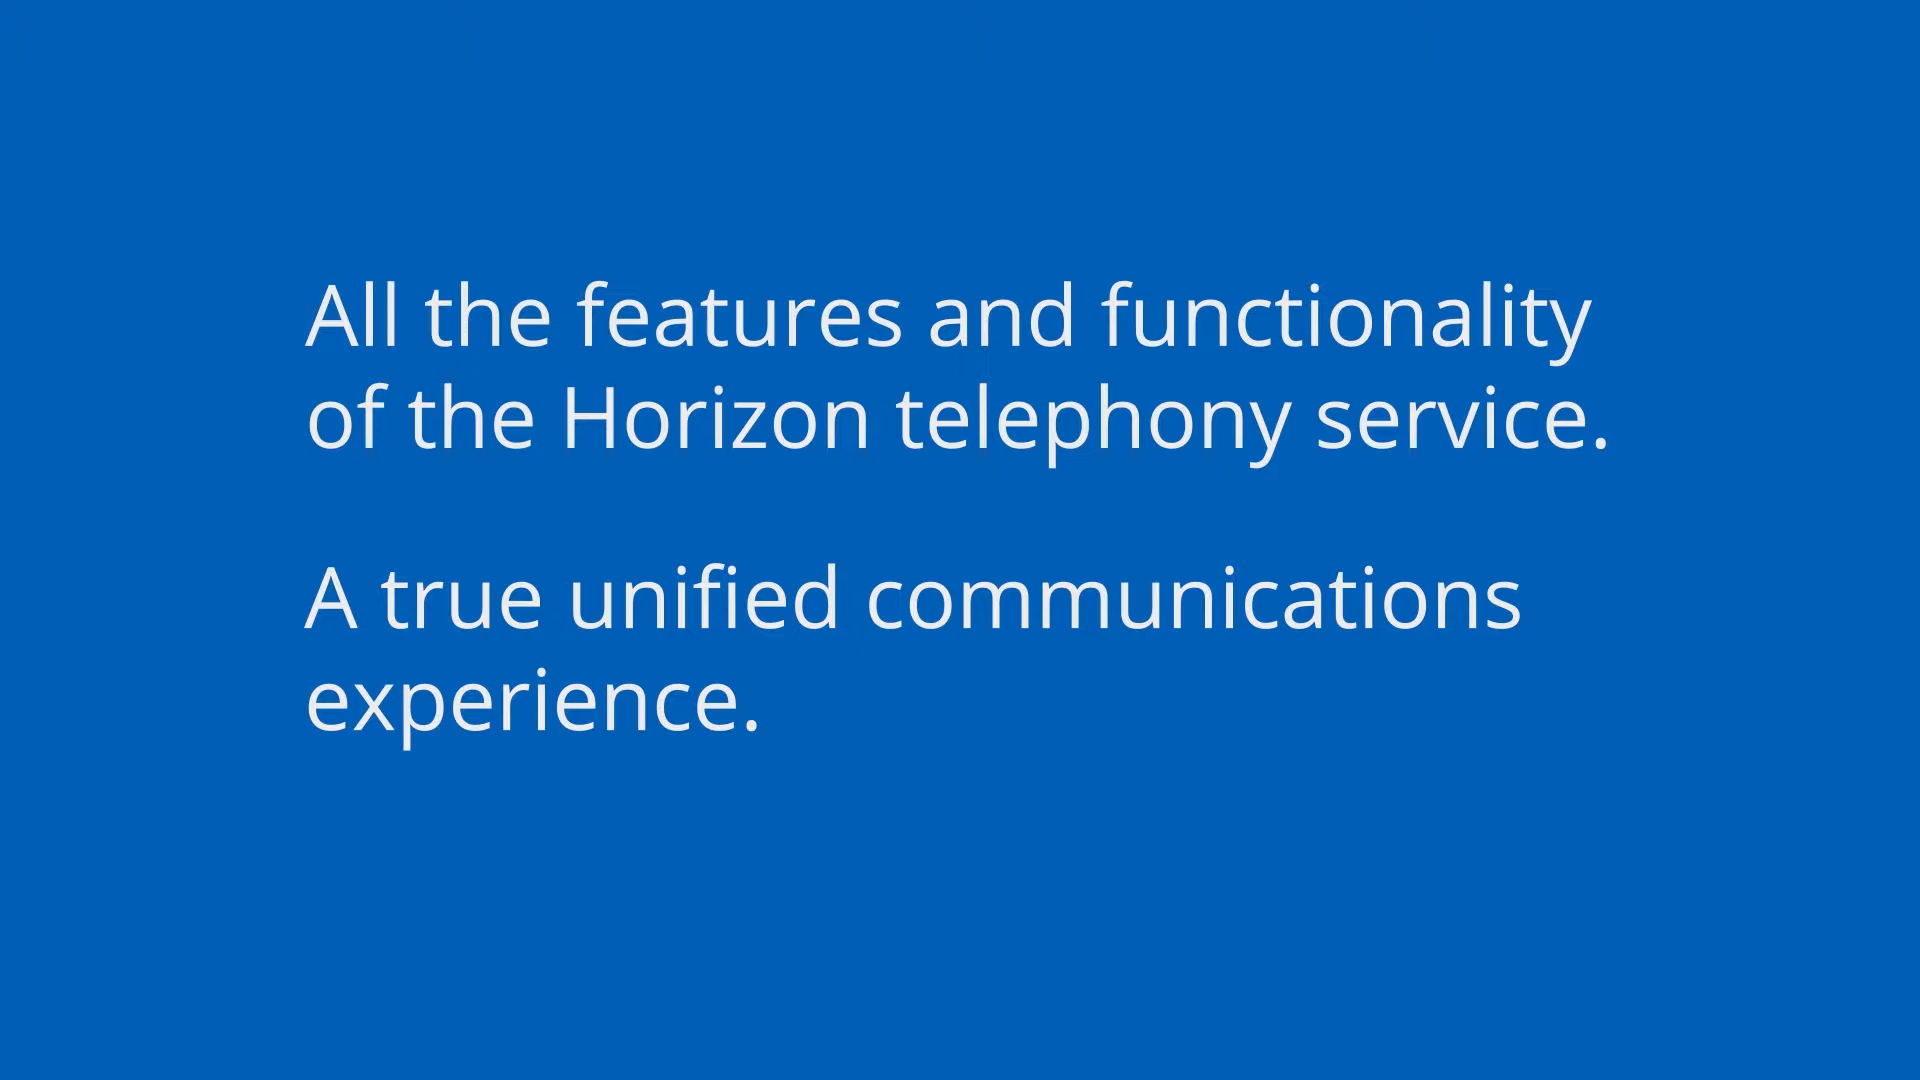 All the features and functionality
of the Horizon telephony service.
A true unified communications
experience.